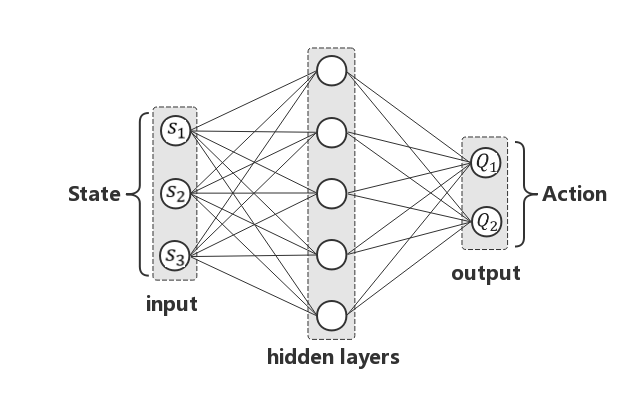 S1
S2
S3
State
input
hidden layers
Q1
Q2
Action
output